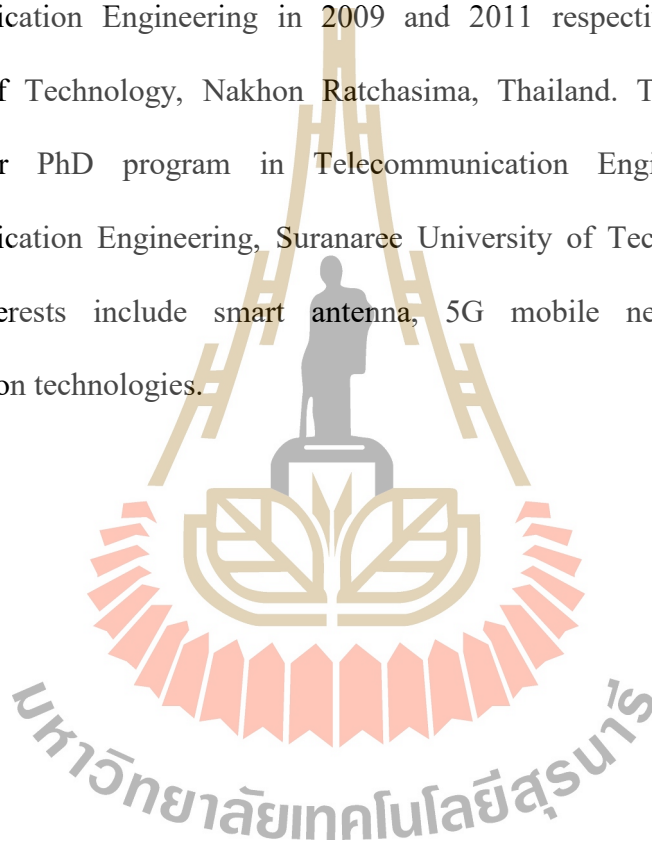 ication Engineering in 2009 and 2011 respecti
f Technology, Nakhon Ratchasima, Thailand. T
r PhD program in Telecommunication Engi
ication Engineering, Suranaree University of Tec
erests include smart antenna, 5G mobile ne
on technologies.
มหาวิทยาลัยเทคโนโลยีสุรนารี